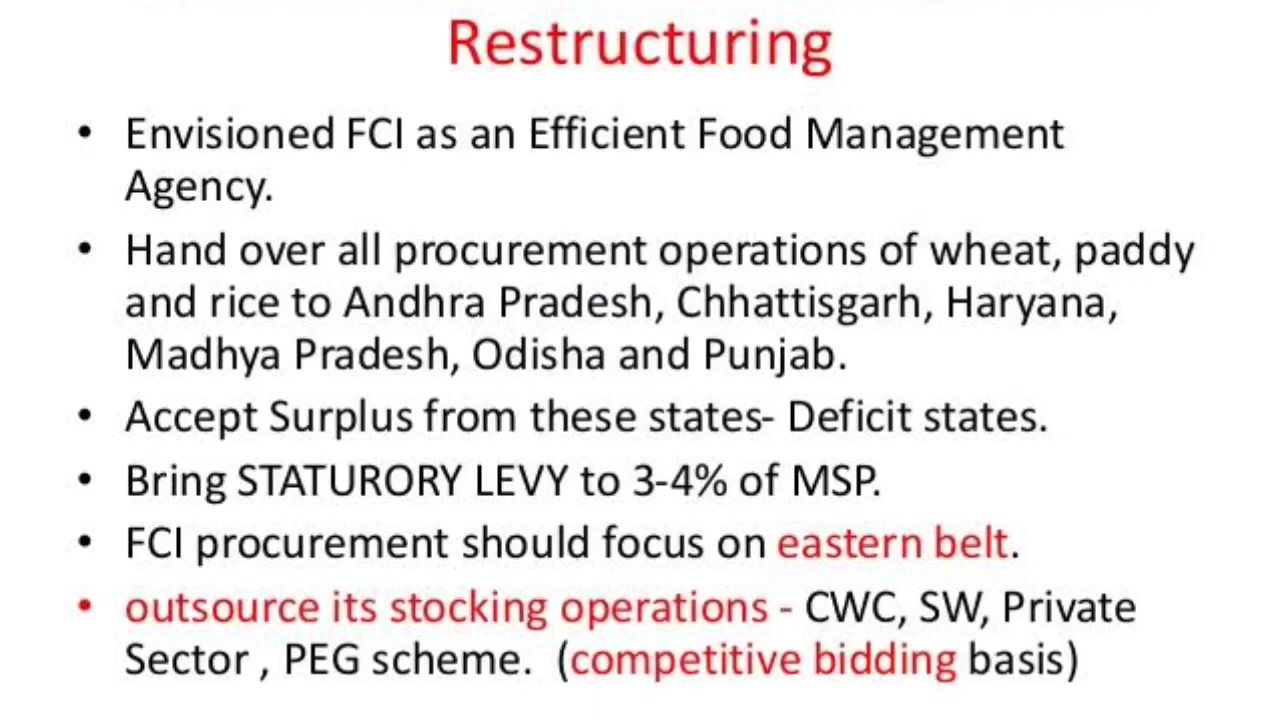 Restructuring
• Envisioned FCI as an Efficient Food Management
Agency.
• Hand over all procurement operations of wheat, paddy
and rice to Andhra Pradesh, Chhattisgarh, Haryana,
Madhya Pradesh, Odisha and Punjab.
• Accept Surplus from these states- Deficit states.
• Bring STATURORY LEVY to 3-4% of MSP.
• FCI procurement should focus on eastern belt.
• outsource its stocking operations - CWC, SW, Private
Sector , PEG scheme. (competitive bidding basis)